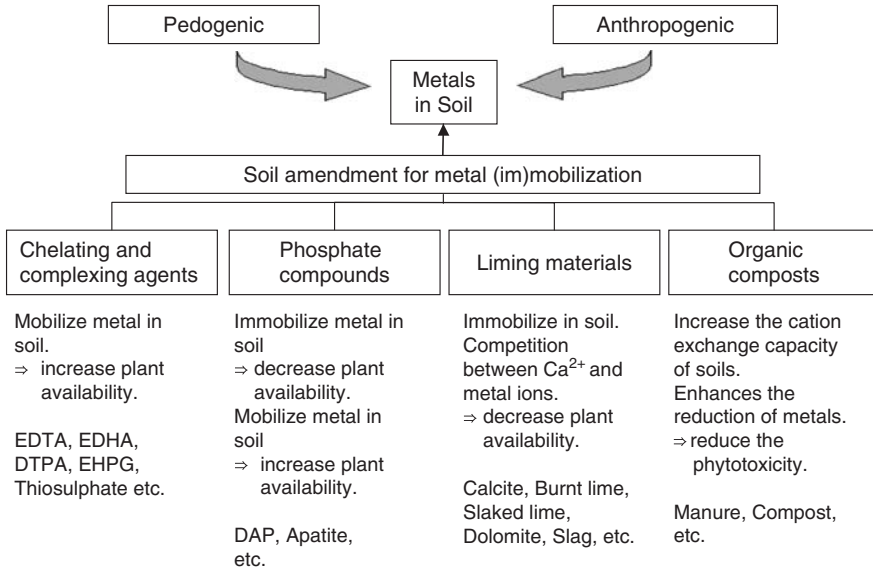 Pedogenic
Anthropogenic
Metals
in Soil
Soil amendment for metal (im)mobilization
Chelating and
complexing agents
Mobilize metal in
soil.
⇒ increase plant
availability.
EDTA, EDHA,
DTPA, EHPG,
Thiosulphate etc.
Phosphate
compounds
Immobilize metal in
soil
⇒ decrease plant
availability.
Mobilize metal in
soil
⇒ increase plant
availability.
DAP, Apatite,
etc.
Liming materials
Immobilize in soil.
Competition
between Ca²⁺ and
metal ions.
⇒ decrease plant
availability.
Calcite, Burnt lime,
Slaked lime,
Dolomite, Slag, etc.
Organic
composts
Increase the cation
exchange capacity
of soils.
Enhances the
reduction of metals.
⇒ reduce the
phytotoxicity.
Manure, Compost,
etc.